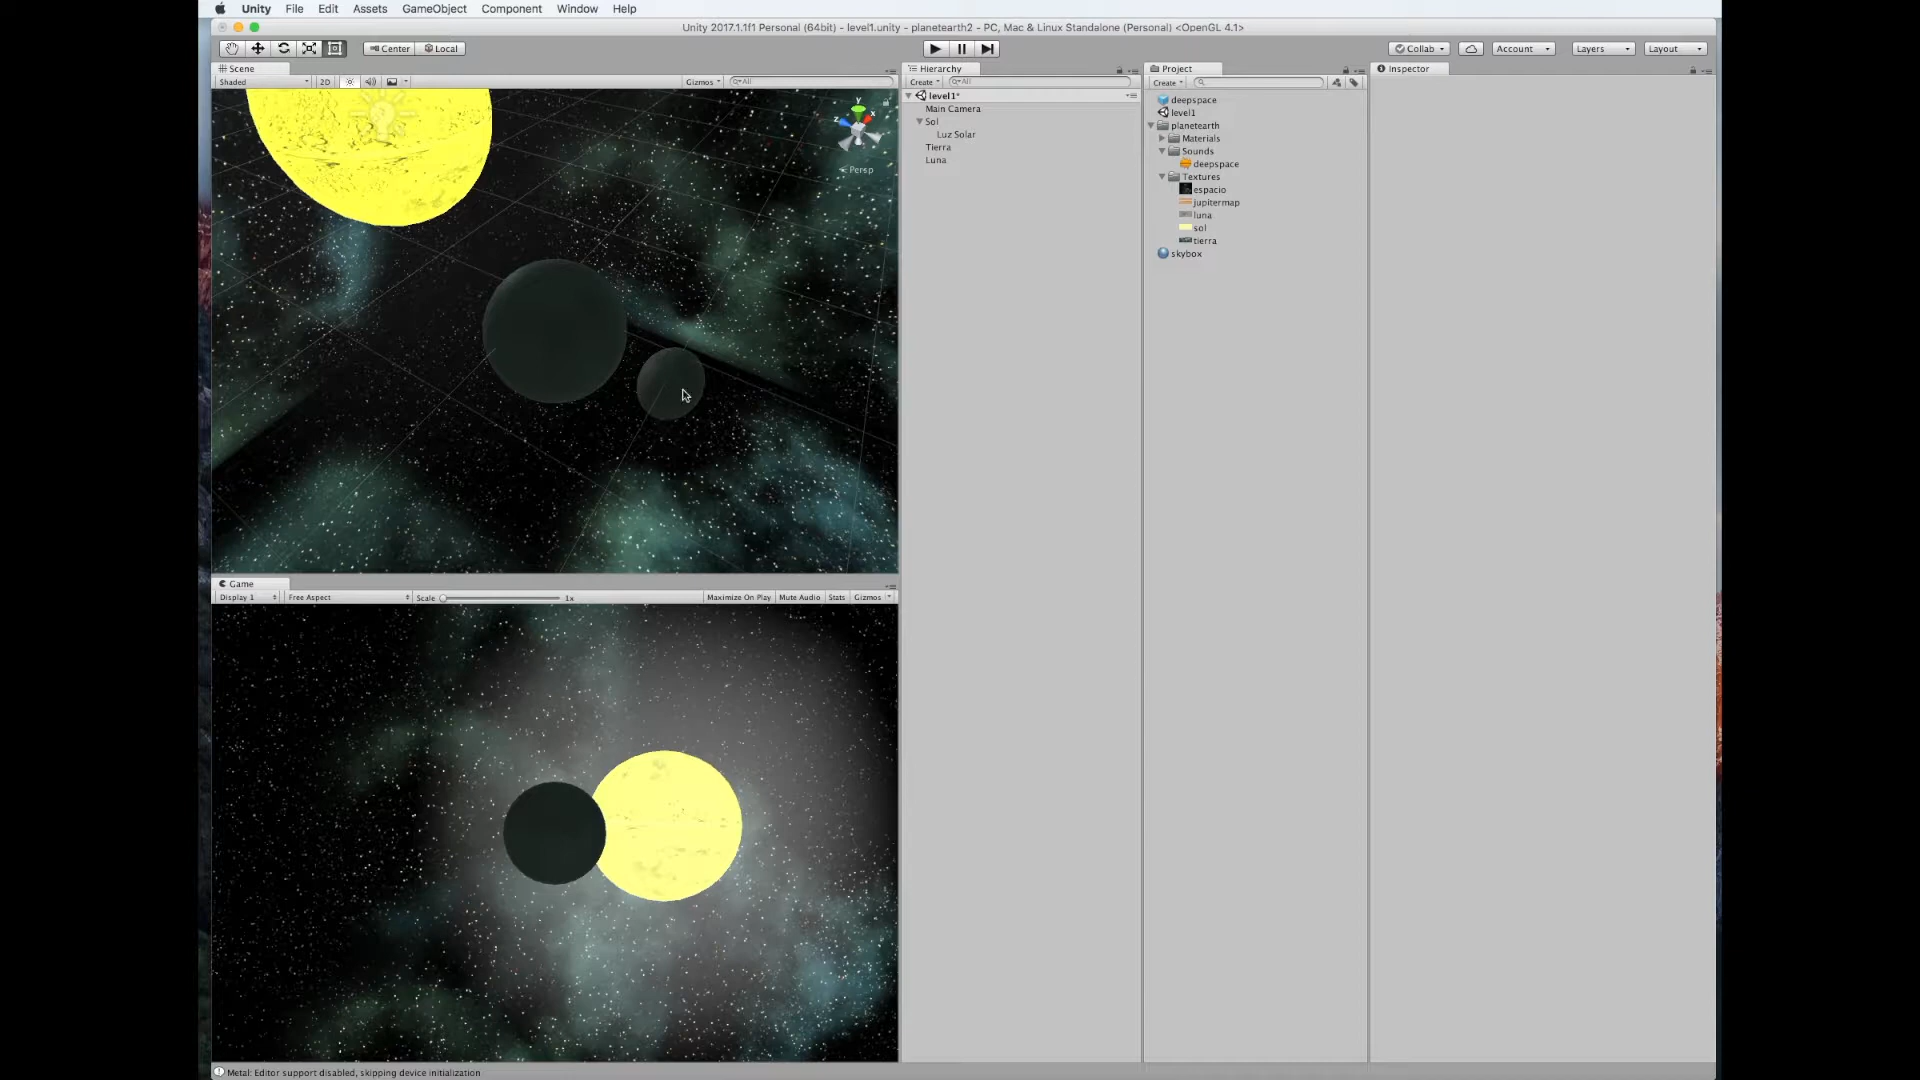 Unity File Edit Assets GameObject Component Window Help
Unity 2017.1.1f1 Personal (64bit) - level1.unity - planetearth2 - PC, Mac & Linux Standalone (Personal) <OpenGL 4.1>
Center Local Collab Account Layers Layout
Scene
Shaded 2D Gizmos All
y
x
z
Persp
Game
Display 1 Free Aspect Scale 1x Maximize On Play Mute Audio Stats Gizmos
Hierarchy
Create All
level1*
Main Camera
Sol
Luz Solar
Tierra
Luna
Project
Create
deepspace
level1
planetearth
Materials
Sounds
deepspace
Textures
espacio
jupitermap
luna
sol
tierra
skybox
Inspector
Metal: Editor support disabled, skipping device initialization